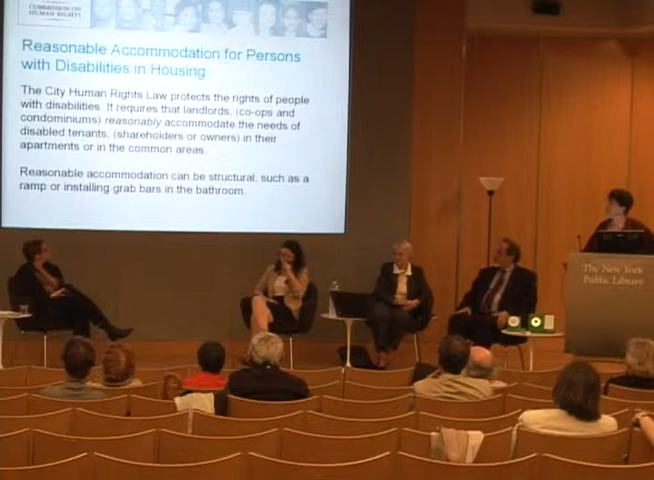 COMMISSION ON
HUMAN RIGHTS
Reasonable Accommodation for Persons
with Disabilities in Housing
The City Human Rights Law protects the rights of people
with disabilities. It requires that landlords, (co-ops and
condominiums) reasonably accommodate the needs of
disabled tenants, (shareholders or owners) in their
apartments or in the common areas.
Reasonable accommodation can be structural, such as a
ramp or installing grab bars in the bathroom.
The New York
Public Library